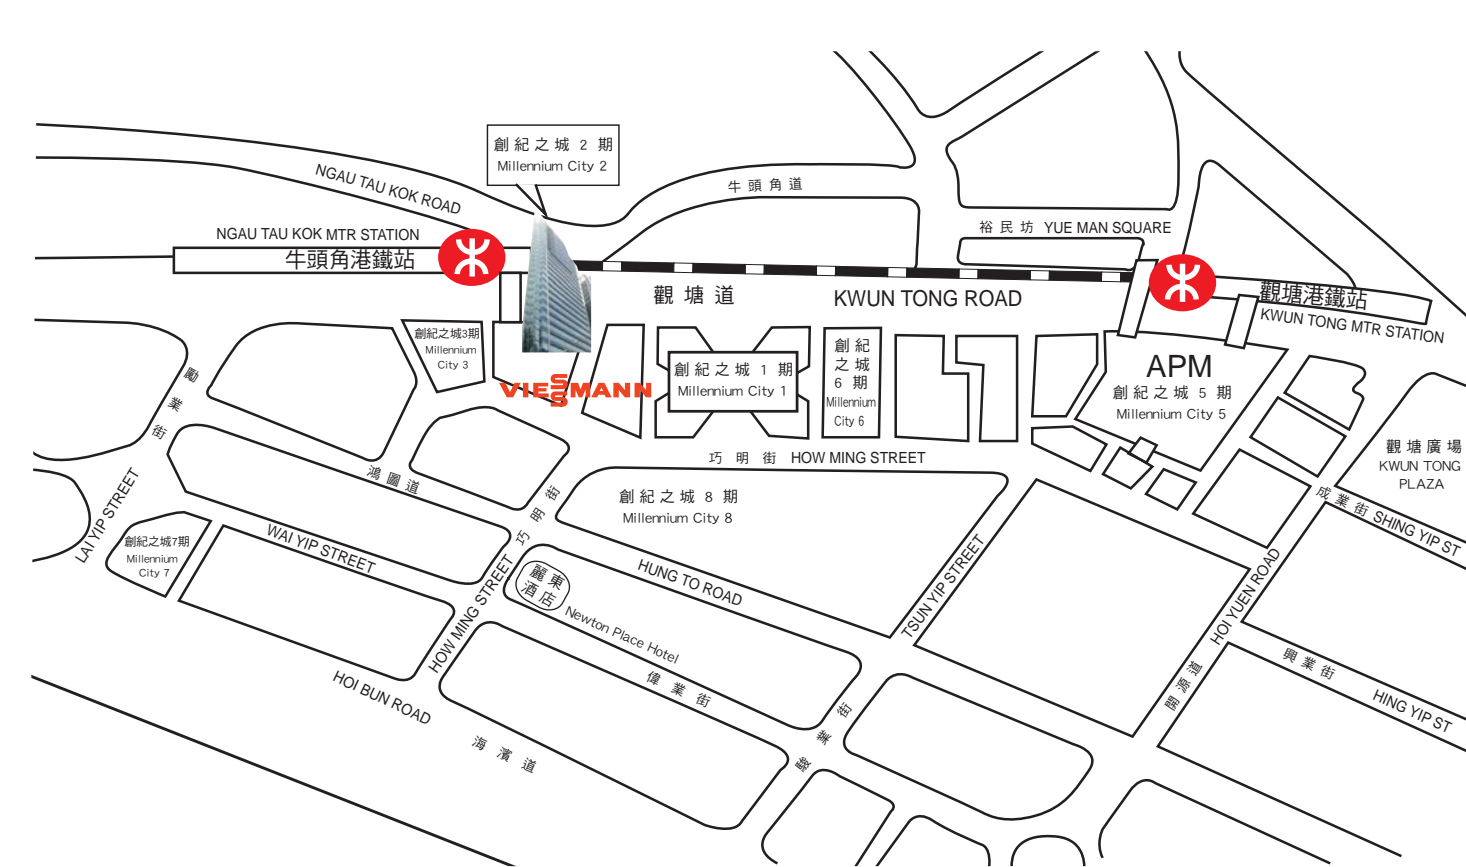 創紀之城 2 期
Millennium City 2
NGAU TAU KOK ROAD
牛頭角道
裕民坊 YUE MAN SQUARE
NGAU TAU KOK MTR STATION
牛頭角港鐵站
觀塘道 KWUN TONG ROAD
觀塘港鐵站
KWUN TONG MTR STATION
創紀之城3期
Millennium
City 3
VIESSMANN
創紀之城 1 期
Millennium City 1
創紀
之城
6 期
Millennium
City 6
APM
創紀之城 5 期
Millennium City 5
觀塘廣場
KWUN TONG
PLAZA
勵業街
LAI YIP STREET
鴻圖道
巧明街 HOW MING STREET
創紀之城 8 期
Millennium City 8
成業街 SHING YIP ST
創紀之城7期
Millennium
City 7
WAI YIP STREET
巧明街
HOW MING STREET
麗東
酒店
Newton Place Hotel
HUNG TO ROAD
TSUN YIP STREET
HOI YUEN ROAD
開源道
興業街
HING YIP ST
偉業街
駿業街
HOI BUN ROAD
海濱道